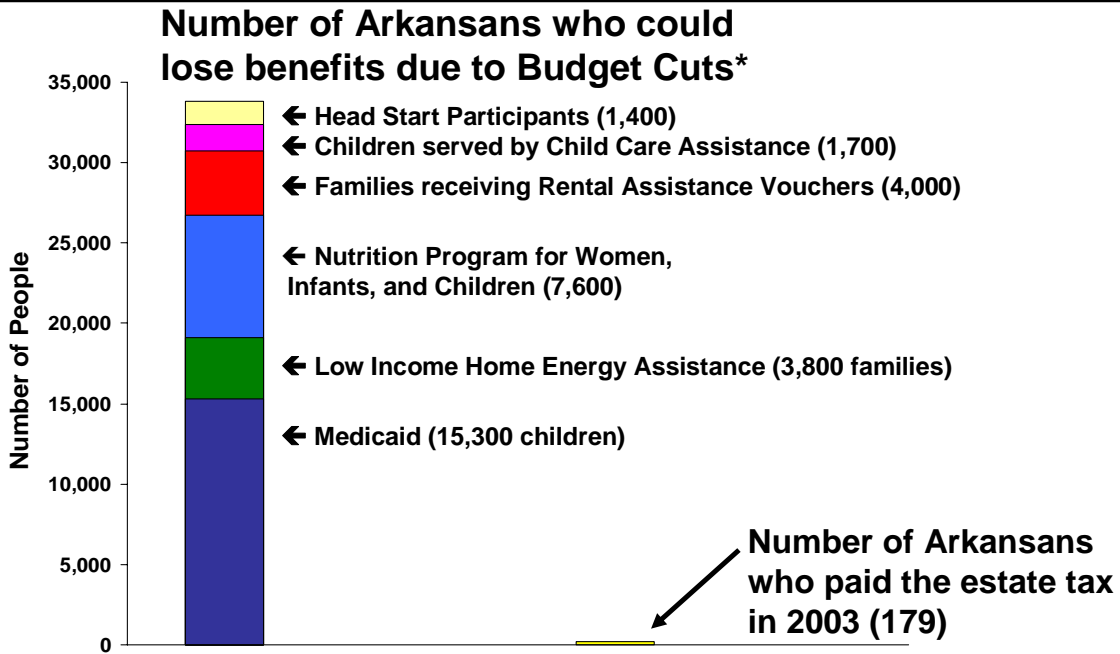 Number of Arkansans who could
lose benefits due to Budget Cuts*
35,000
30,000
25,000
20,000
15,000
10,000
5,000
0
Number of People
← Head Start Participants (1,400)
← Children served by Child Care Assistance (1,700)
← Families receiving Rental Assistance Vouchers (4,000)
← Nutrition Program for Women,
Infants, and Children (7,600)
← Low Income Home Energy Assistance (3,800 families)
← Medicaid (15,300 children)
Number of Arkansans
who paid the estate tax
in 2003 (179)